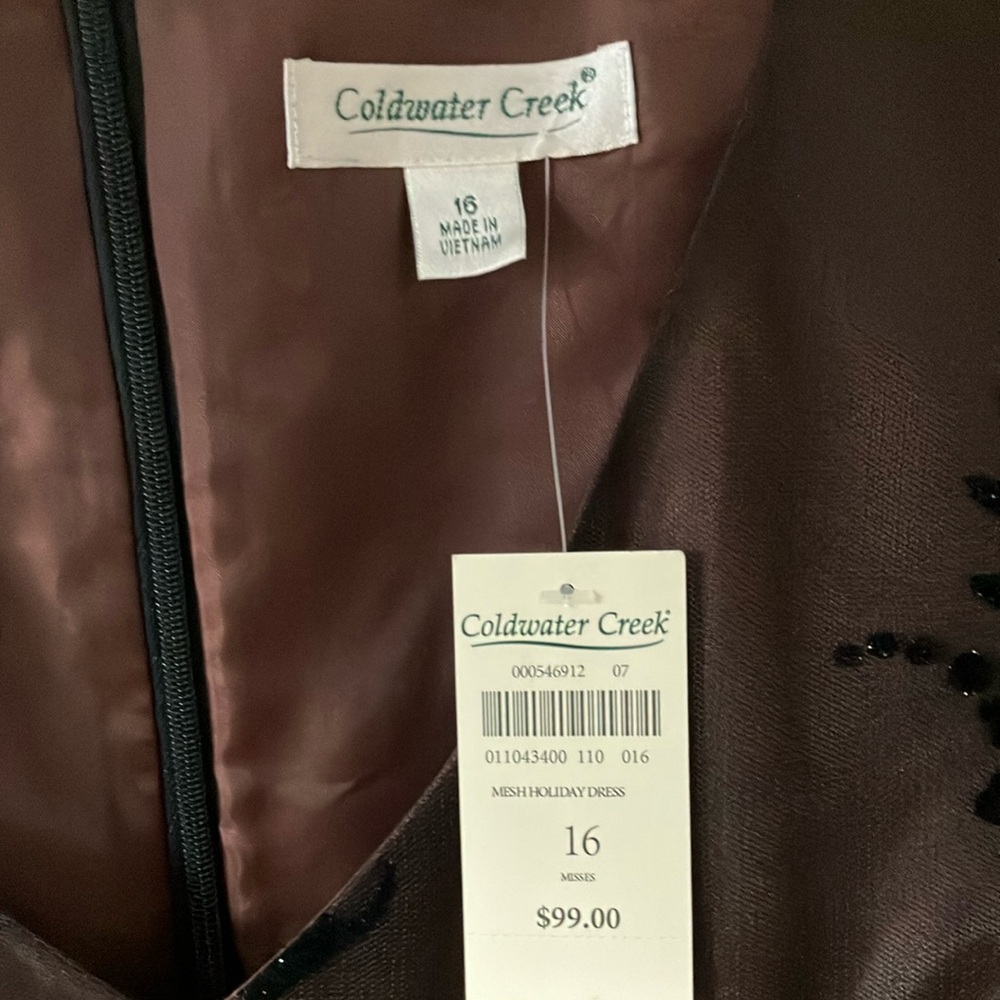 Coldwater Creek®
16
MADE IN
VIETNAM
Coldwater Creek®
000546912 07
011043400 110 016
MESH HOLIDAY DRESS
16
MISSES
$99.00